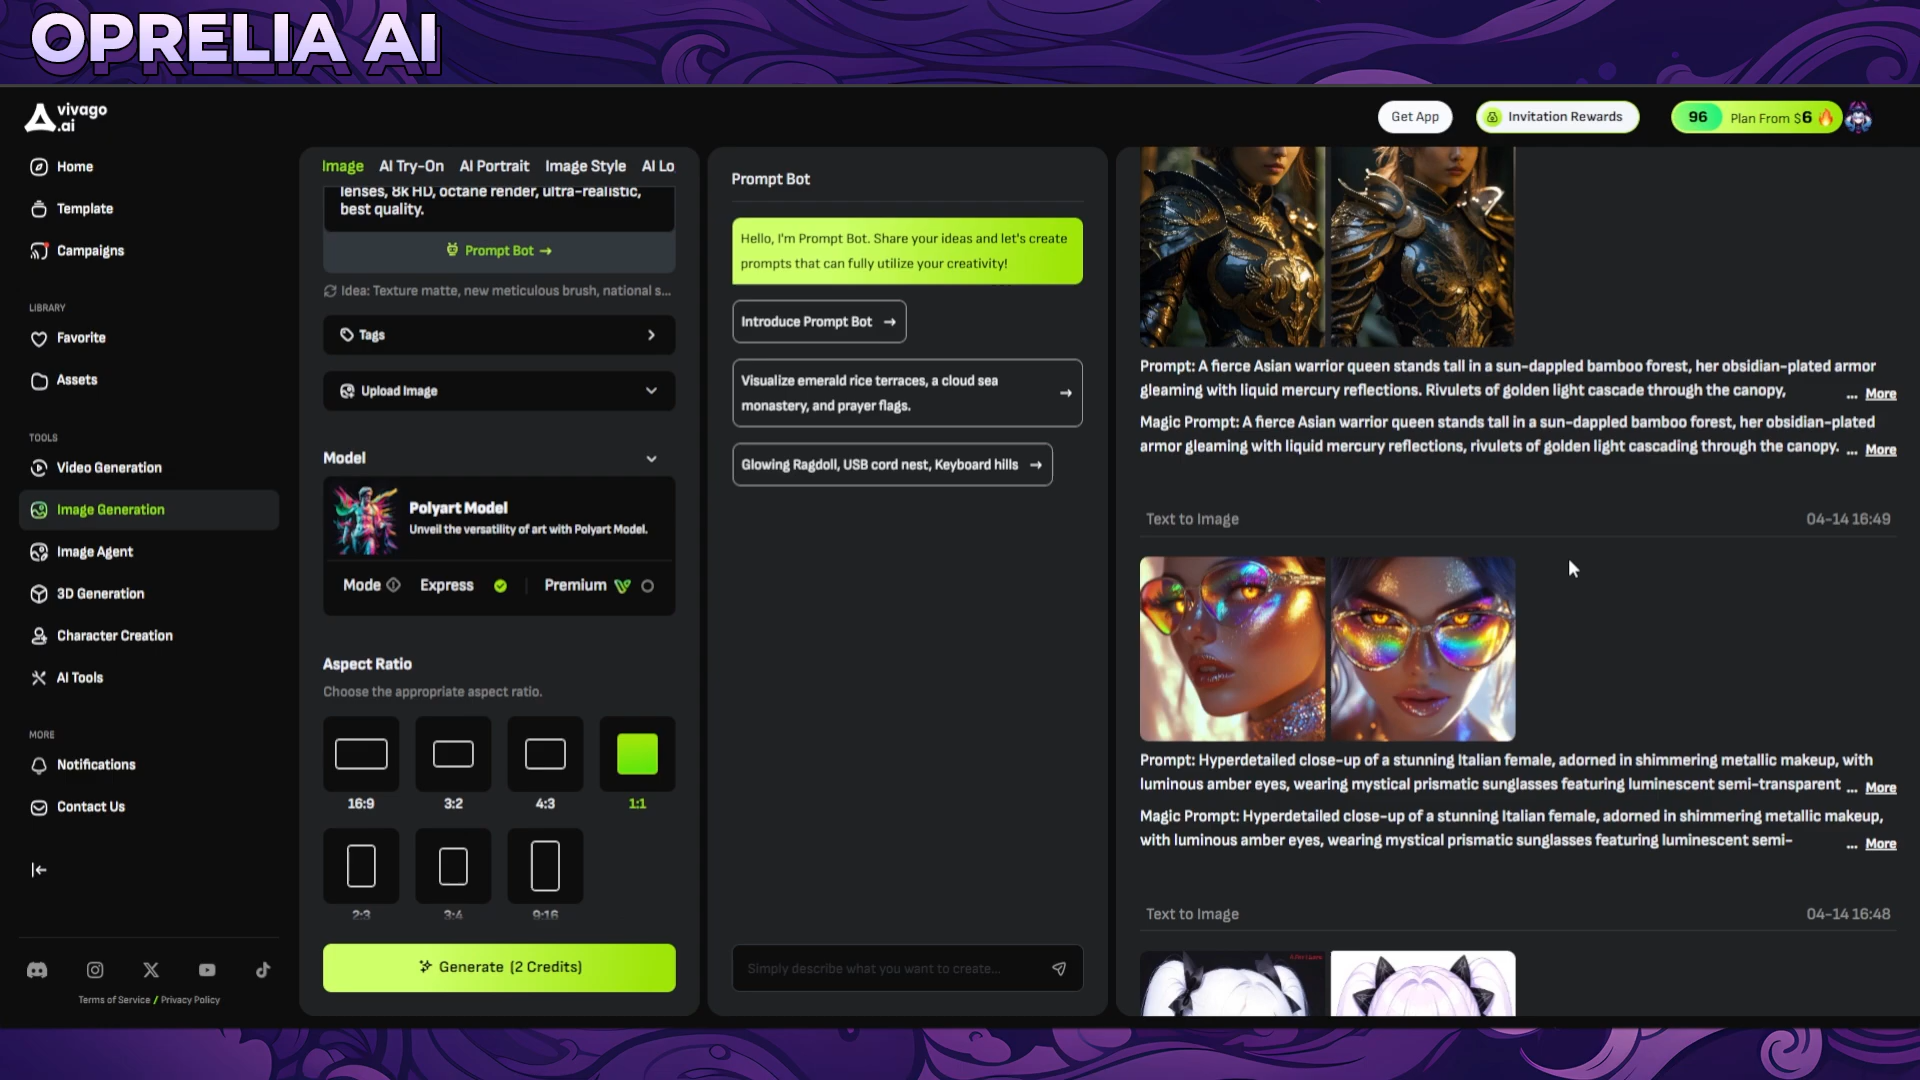 OPRELIA AI
vivago
.ai
Get App
Invitation Rewards
96
Plan From $6
Home
Template
Campaigns
LIBRARY
Favorite
Assets
TOOLS
Video Generation
Image Generation
Image Agent
3D Generation
Character Creation
AI Tools
MORE
Notifications
Contact Us
Terms of Service / Privacy Policy
Image AI Try-On AI Portrait Image Style AI Lo
lenses, 8k HD, octane render, ultra-realistic,
best quality.
Prompt Bot →
Idea: Texture matte, new meticulous brush, national s...
Tags
Upload Image
Model
Polyart Model
Unveil the versatility of art with Polyart Model.
Mode Express Premium
Aspect Ratio
Choose the appropriate aspect ratio.
16:9 3:2 4:3 1:1
2:3 3:4 9:16
Generate (2 Credits)
Prompt Bot
Hello, I'm Prompt Bot. Share your ideas and let's create
prompts that can fully utilize your creativity!
Introduce Prompt Bot →
Visualize emerald rice terraces, a cloud sea
monastery, and prayer flags. →
Glowing Ragdoll, USB cord nest, Keyboard hills →
Simply describe what you want to create...
Prompt: A fierce Asian warrior queen stands tall in a sun-dappled bamboo forest, her obsidian-plated armor
gleaming with liquid mercury reflections. Rivulets of golden light cascade through the canopy, ... More
Magic Prompt: A fierce Asian warrior queen stands tall in a sun-dappled bamboo forest, her obsidian-plated
armor gleaming with liquid mercury reflections, rivulets of golden light cascading through the canopy. ... More
Text to Image 04-14 16:49
Prompt: Hyperdetailed close-up of a stunning Italian female, adorned in shimmering metallic makeup, with
luminous amber eyes, wearing mystical prismatic sunglasses featuring luminescent semi-transparent ... More
Magic Prompt: Hyperdetailed close-up of a stunning Italian female, adorned in shimmering metallic makeup,
with luminous amber eyes, wearing mystical prismatic sunglasses featuring luminescent semi- ... More
Text to Image 04-14 16:48